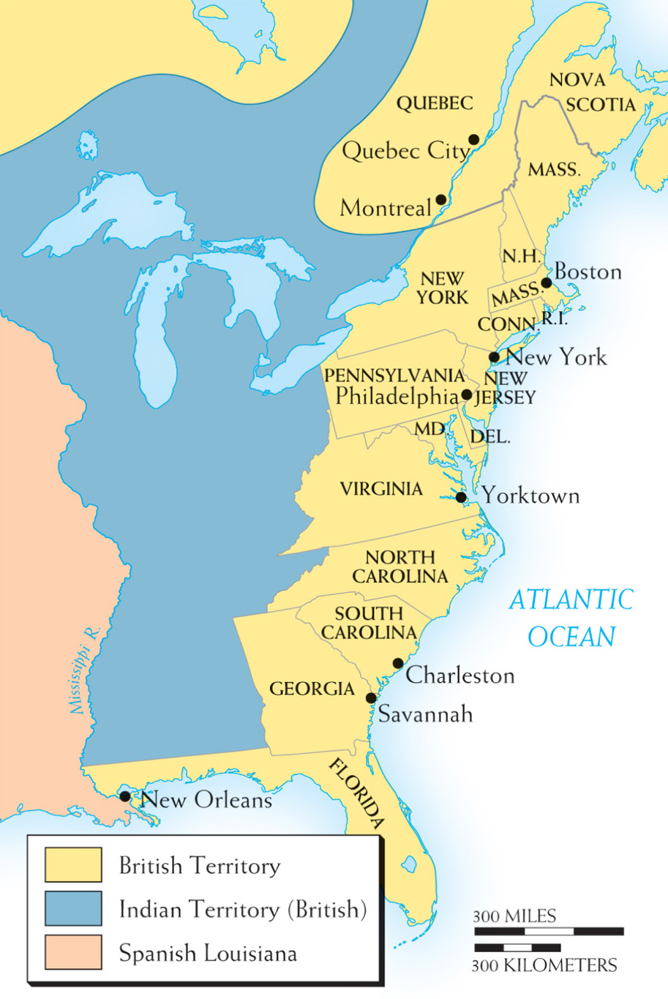 NOVA
SCOTIA
QUEBEC
Quebec City
MASS.
Montreal
N.H.
Boston
NEW
YORK
MASS.
CONN.
R.I.
New York
PENNSYLVANIA
NEW
JERSEY
Philadelphia
MD.
DEL.
VIRGINIA
Yorktown
NORTH
CAROLINA
ATLANTIC
OCEAN
SOUTH
CAROLINA
Mississippi R.
Charleston
GEORGIA
Savannah
FLORIDA
New Orleans
British Territory
Indian Territory (British)
Spanish Louisiana
300 MILES
300 KILOMETERS